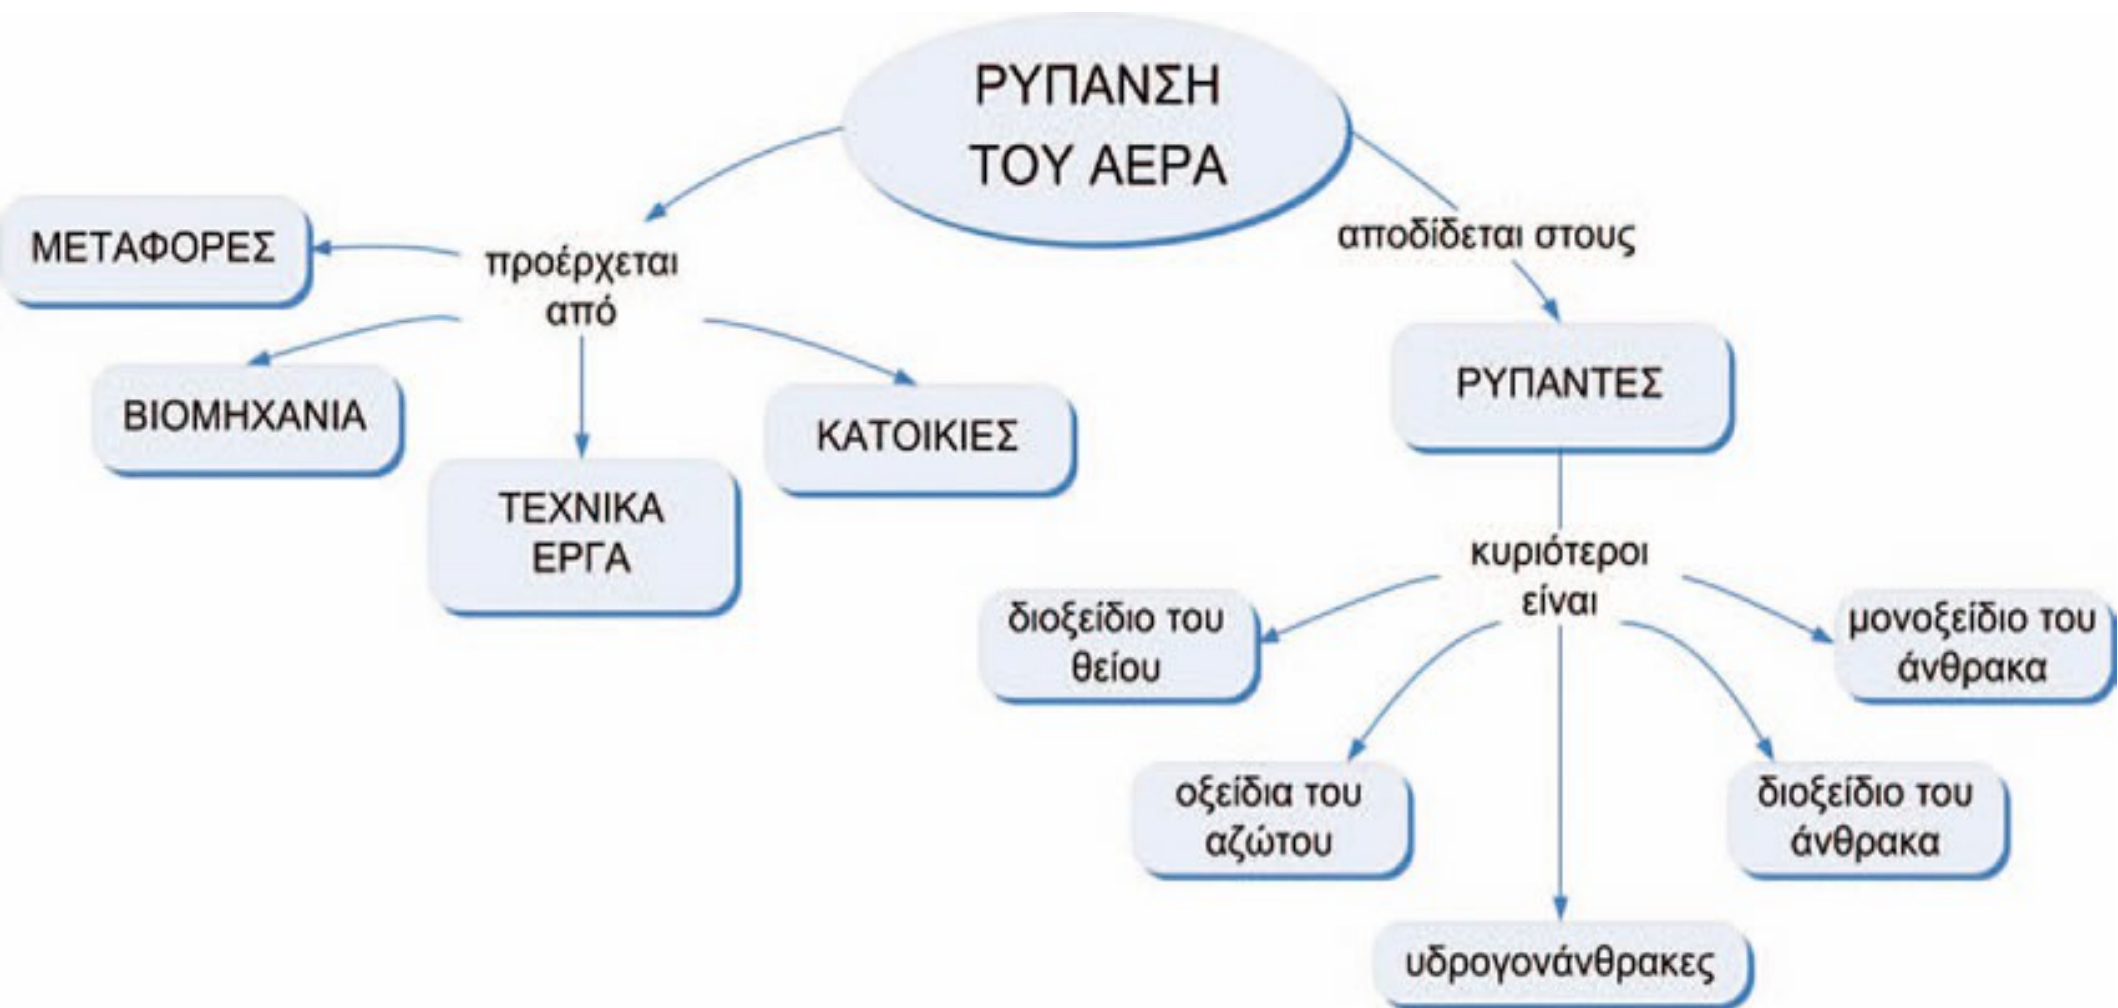 ΡΥΠΑΝΣΗ
ΤΟΥ ΑΕΡΑ
προέρχεται
από
ΜΕΤΑΦΟΡΕΣ
ΒΙΟΜΗΧΑΝΙΑ
ΤΕΧΝΙΚΑ
ΕΡΓΑ
ΚΑΤΟΙΚΙΕΣ
αποδίδεται στους
ΡΥΠΑΝΤΕΣ
κυριότεροι
είναι
διοξείδιο του
θείου
οξείδια του
αζώτου
υδρογονάνθρακες
διοξείδιο του
άνθρακα
μονοξείδιο του
άνθρακα